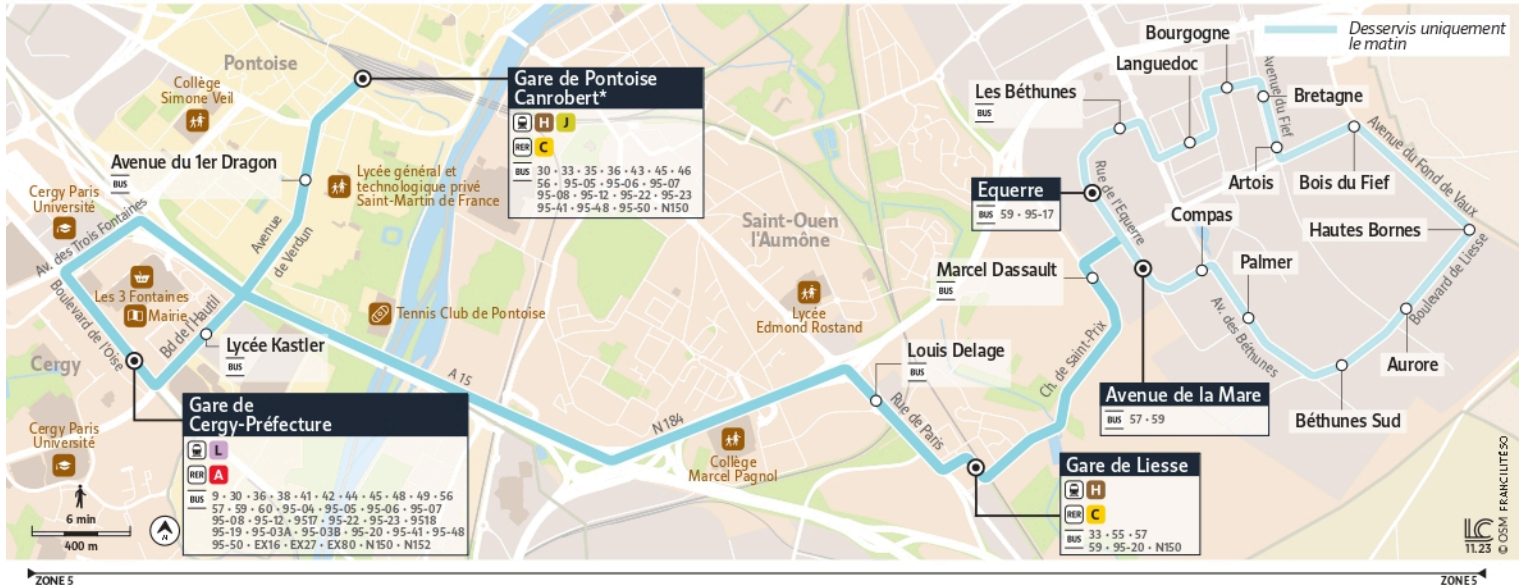 Desservis uniquement
le matin
Bourgogne
Languedoc
Les Béthunes
BUS
Bretagne
Avenue du Fief
Artois
Bois du Fief
Avenue du Fond de Vaux
Hautes Bornes
Boulevard de Liesse
Aurore
Béthunes Sud
Palmer
Compas
Av. des Béthunes
Rue de l'Equerre
Equerre
BUS 59 • 95-17
Avenue de la Mare
BUS 57 • 59
Marcel Dassault
BUS
Ch. de Saint-Prix
Gare de Liesse
H
RER C
BUS 33 • 55 • 57
59 • 95-20 • N150
Louis Delage
BUS
Rue de Paris
Saint-Ouen
l'Aumône
Lycée
Edmond Rostand
Collège
Marcel Pagnol
N 184
A 15
Tennis Club de Pontoise
Pontoise
Collège
Simone Veil
Gare de Pontoise
Canrobert*
H J
RER C
BUS 30 • 33 • 35 • 36 • 43 • 45 • 46
56 • 95-05 • 95-06 • 95-07
95-08 • 95-12 • 95-22 • 95-23
95-41 • 95-48 • 95-50 • N150
Avenue du 1er Dragon
BUS
Lycée général et
technologique privé
Saint-Martin de France
Avenue
de Verdun
Cergy Paris
Université
Av. des Trois Fontaines
Les 3 Fontaines
Mairie
Boulevard de l'Oise
Bd de l'Hautil
Lycée Kastler
BUS
Cergy
Gare de
Cergy-Préfecture
L
RER A
BUS 9 • 30 • 36 • 38 • 41 • 42 • 44 • 45 • 48 • 49 • 56
57 • 59 • 60 • 95-04 • 95-05 • 95-06 • 95-07
95-08 • 95-12 • 9517 • 95-22 • 95-23 • 9518
95-19 • 95-03A • 95-03B • 95-20 • 95-41 • 95-48
95-50 • EX16 • EX27 • EX80 • N150 • N152
Cergy Paris
Université
6 min
400 m
N
LC
11.23
© OSM FRANCILITÉ SO
ZONE 5
ZONE 5